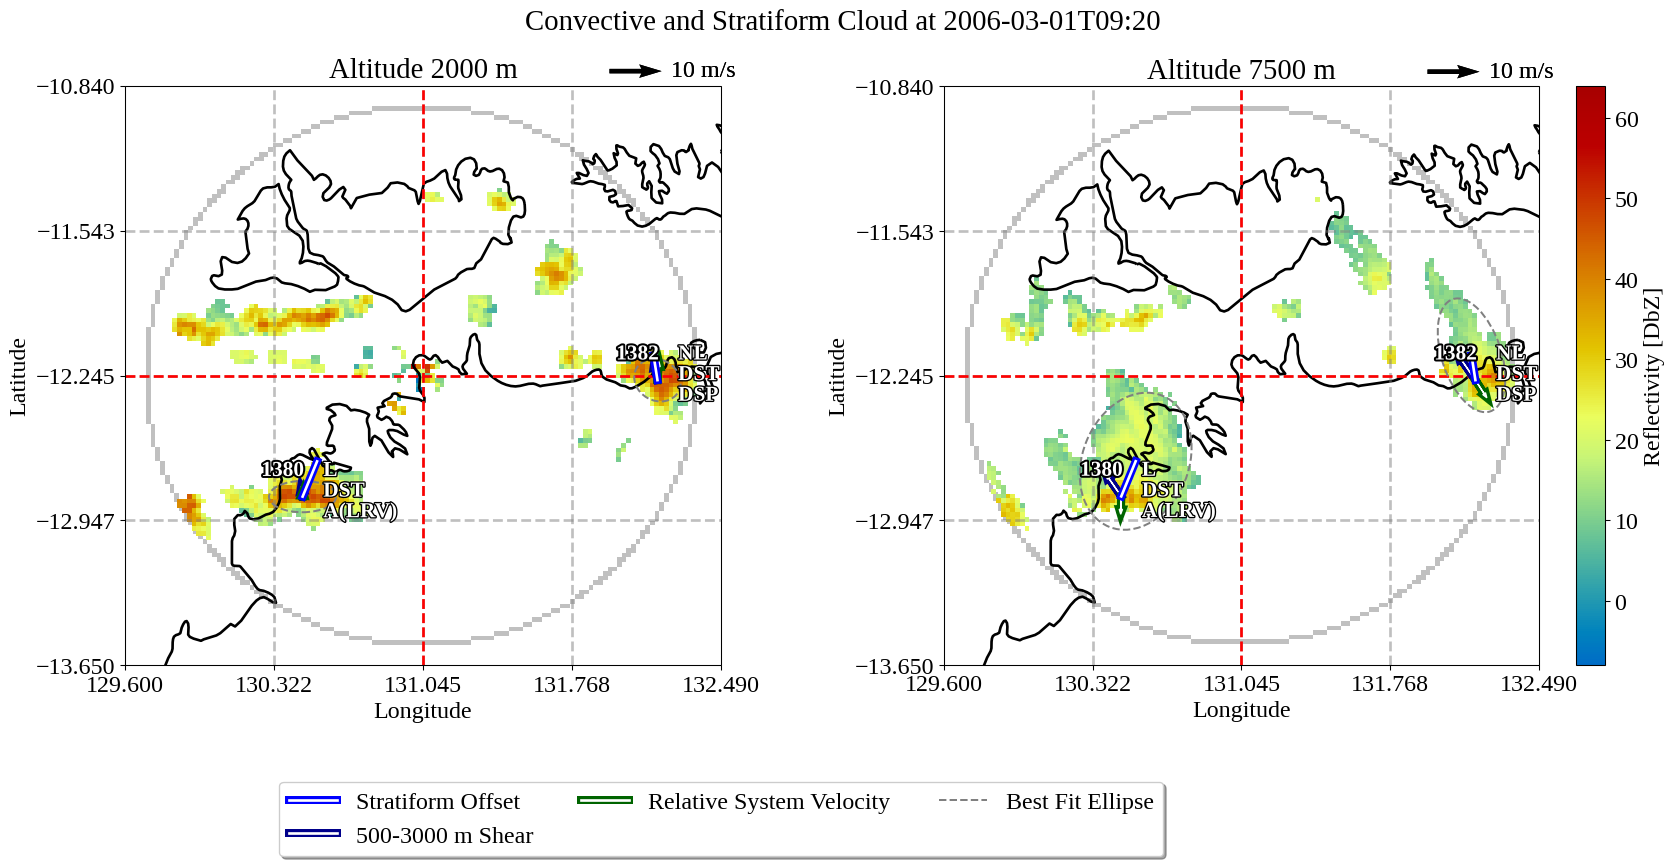 Convective and Stratiform Cloud at 2006-03-01T09:20
Altitude 2000 m
10 m/s
Altitude 7500 m
10 m/s
−10.840
−11.543
−12.245
−12.947
−13.650
Latitude
129.600
130.322
131.045
131.768
132.490
Longitude
1382
NL
DST
DSP
1380
L
DST
A(LRV)
−10.840
−11.543
−12.245
−12.947
−13.650
Latitude
129.600
130.322
131.045
131.768
132.490
Longitude
1382
NL
DST
DSP
1380
L
DST
A(LRV)
60
50
40
30
20
10
0
Reflectivity [DbZ]
Stratiform Offset
Relative System Velocity
Best Fit Ellipse
500-3000 m Shear